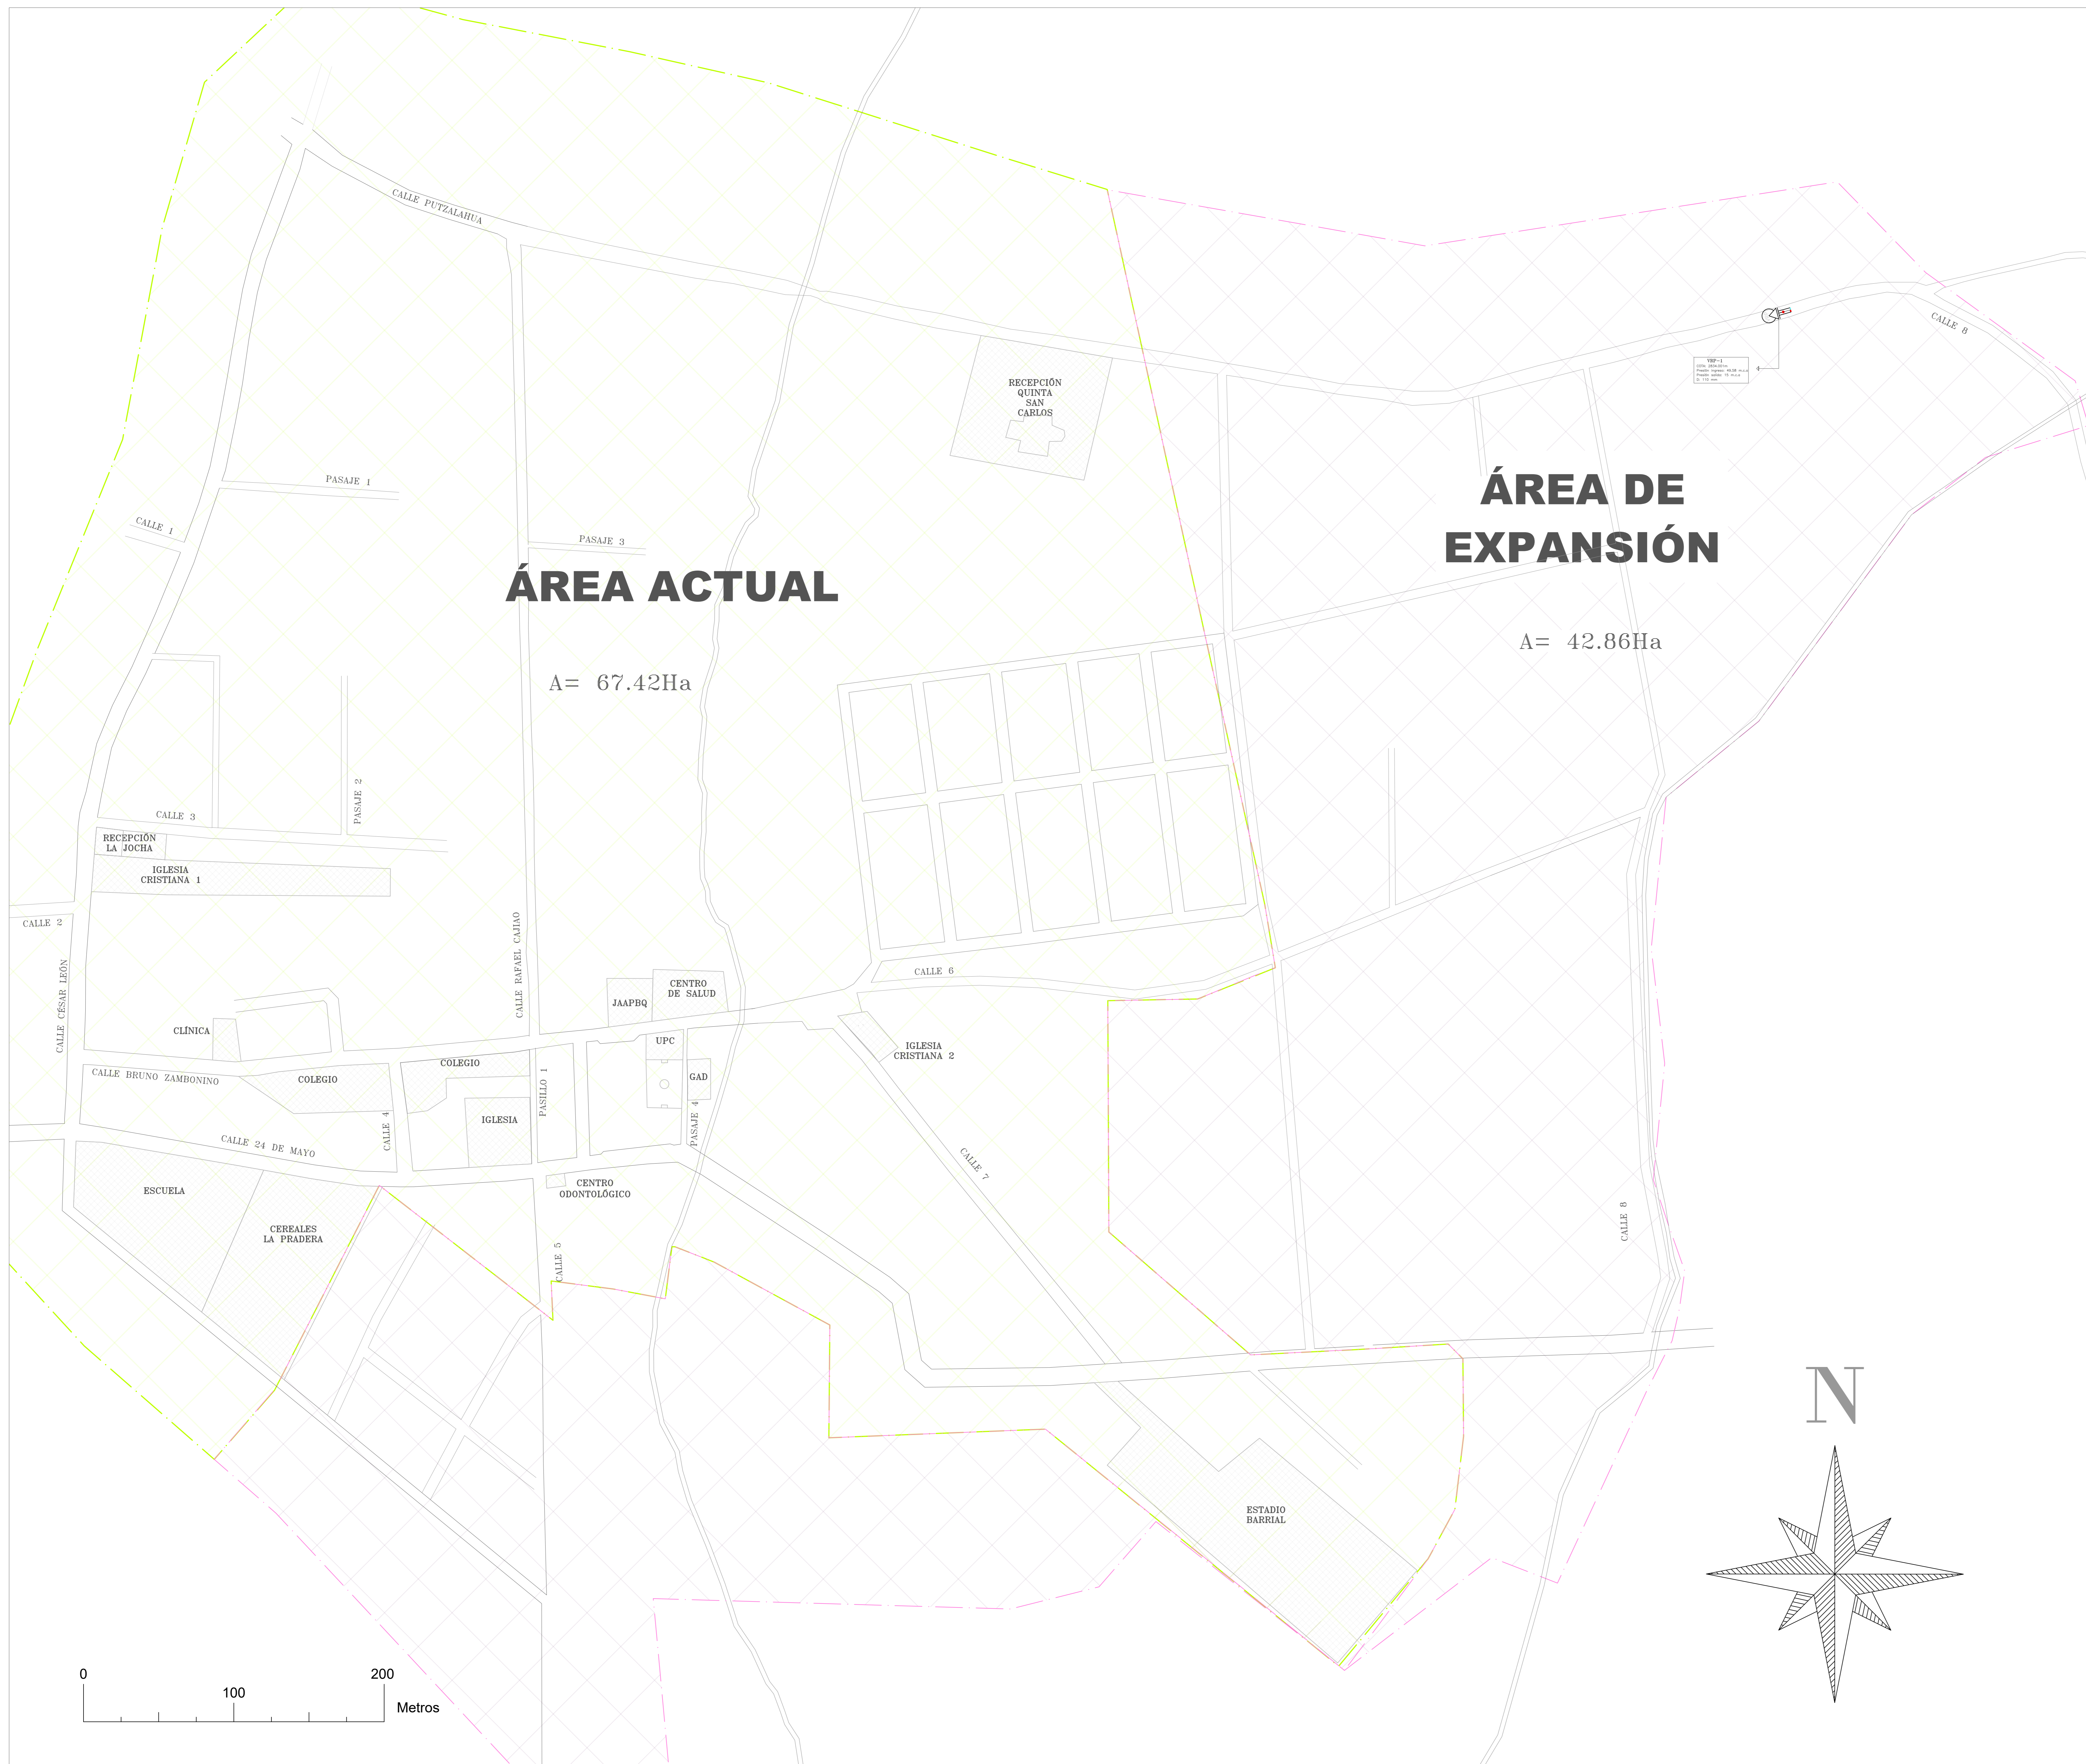 CALLE PUTZALAHUA
CALLE 8
VRP-1
RECEPCIÓN
QUINTA
SAN
CARLOS
PASAJE 1
CALLE 1
PASAJE 3
ÁREA DE
EXPANSIÓN
ÁREA ACTUAL
A= 42.86Ha
A= 67.42Ha
PASAJE 2
CALLE 3
RECEPCIÓN
LA JOCHA
IGLESIA
CRISTIANA 1
CALLE 2
CALLE CÉSAR LEÓN
CALLE RAFAEL CAJIAO
CALLE 6
CENTRO
DE SALUD
JAAPBQ
CLÍNICA
UPC
IGLESIA
CRISTIANA 2
COLEGIO
GAD
CALLE BRUNO ZAMBONINO
COLEGIO
PASILLO 1
IGLESIA
CALLE 4
PASAJE 4
CALLE 24 DE MAYO
CALLE 7
ESCUELA
CENTRO
ODONTOLÓGICO
CEREALES
LA PRADERA
CALLE 5
CALLE 8
N
ESTADIO
BARRIAL
0
200
100
Metros